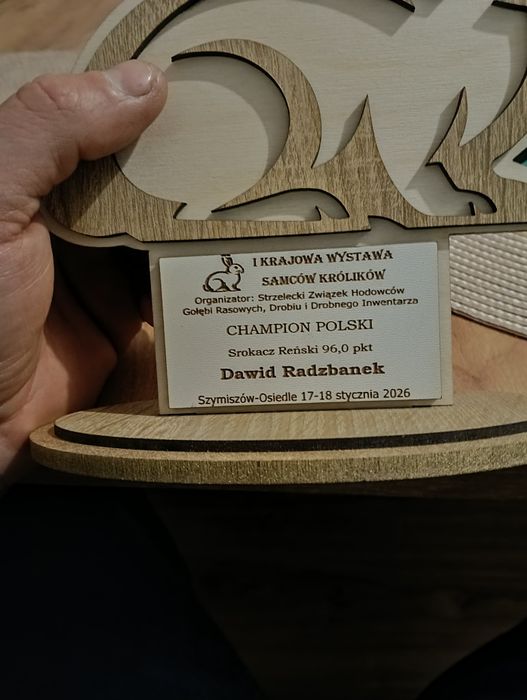 I KRAJOWA WYSTAWA
SAMCÓW KRÓLIKÓW
Organizator: Strzelecki Związek Hodowców
Gołębi Rasowych, Drobiu i Drobnego Inwentarza
CHAMPION POLSKI
Srokacz Reński 96,0 pkt
Dawid Radzbanek
Szymiszów-Osiedle 17-18 stycznia 2026